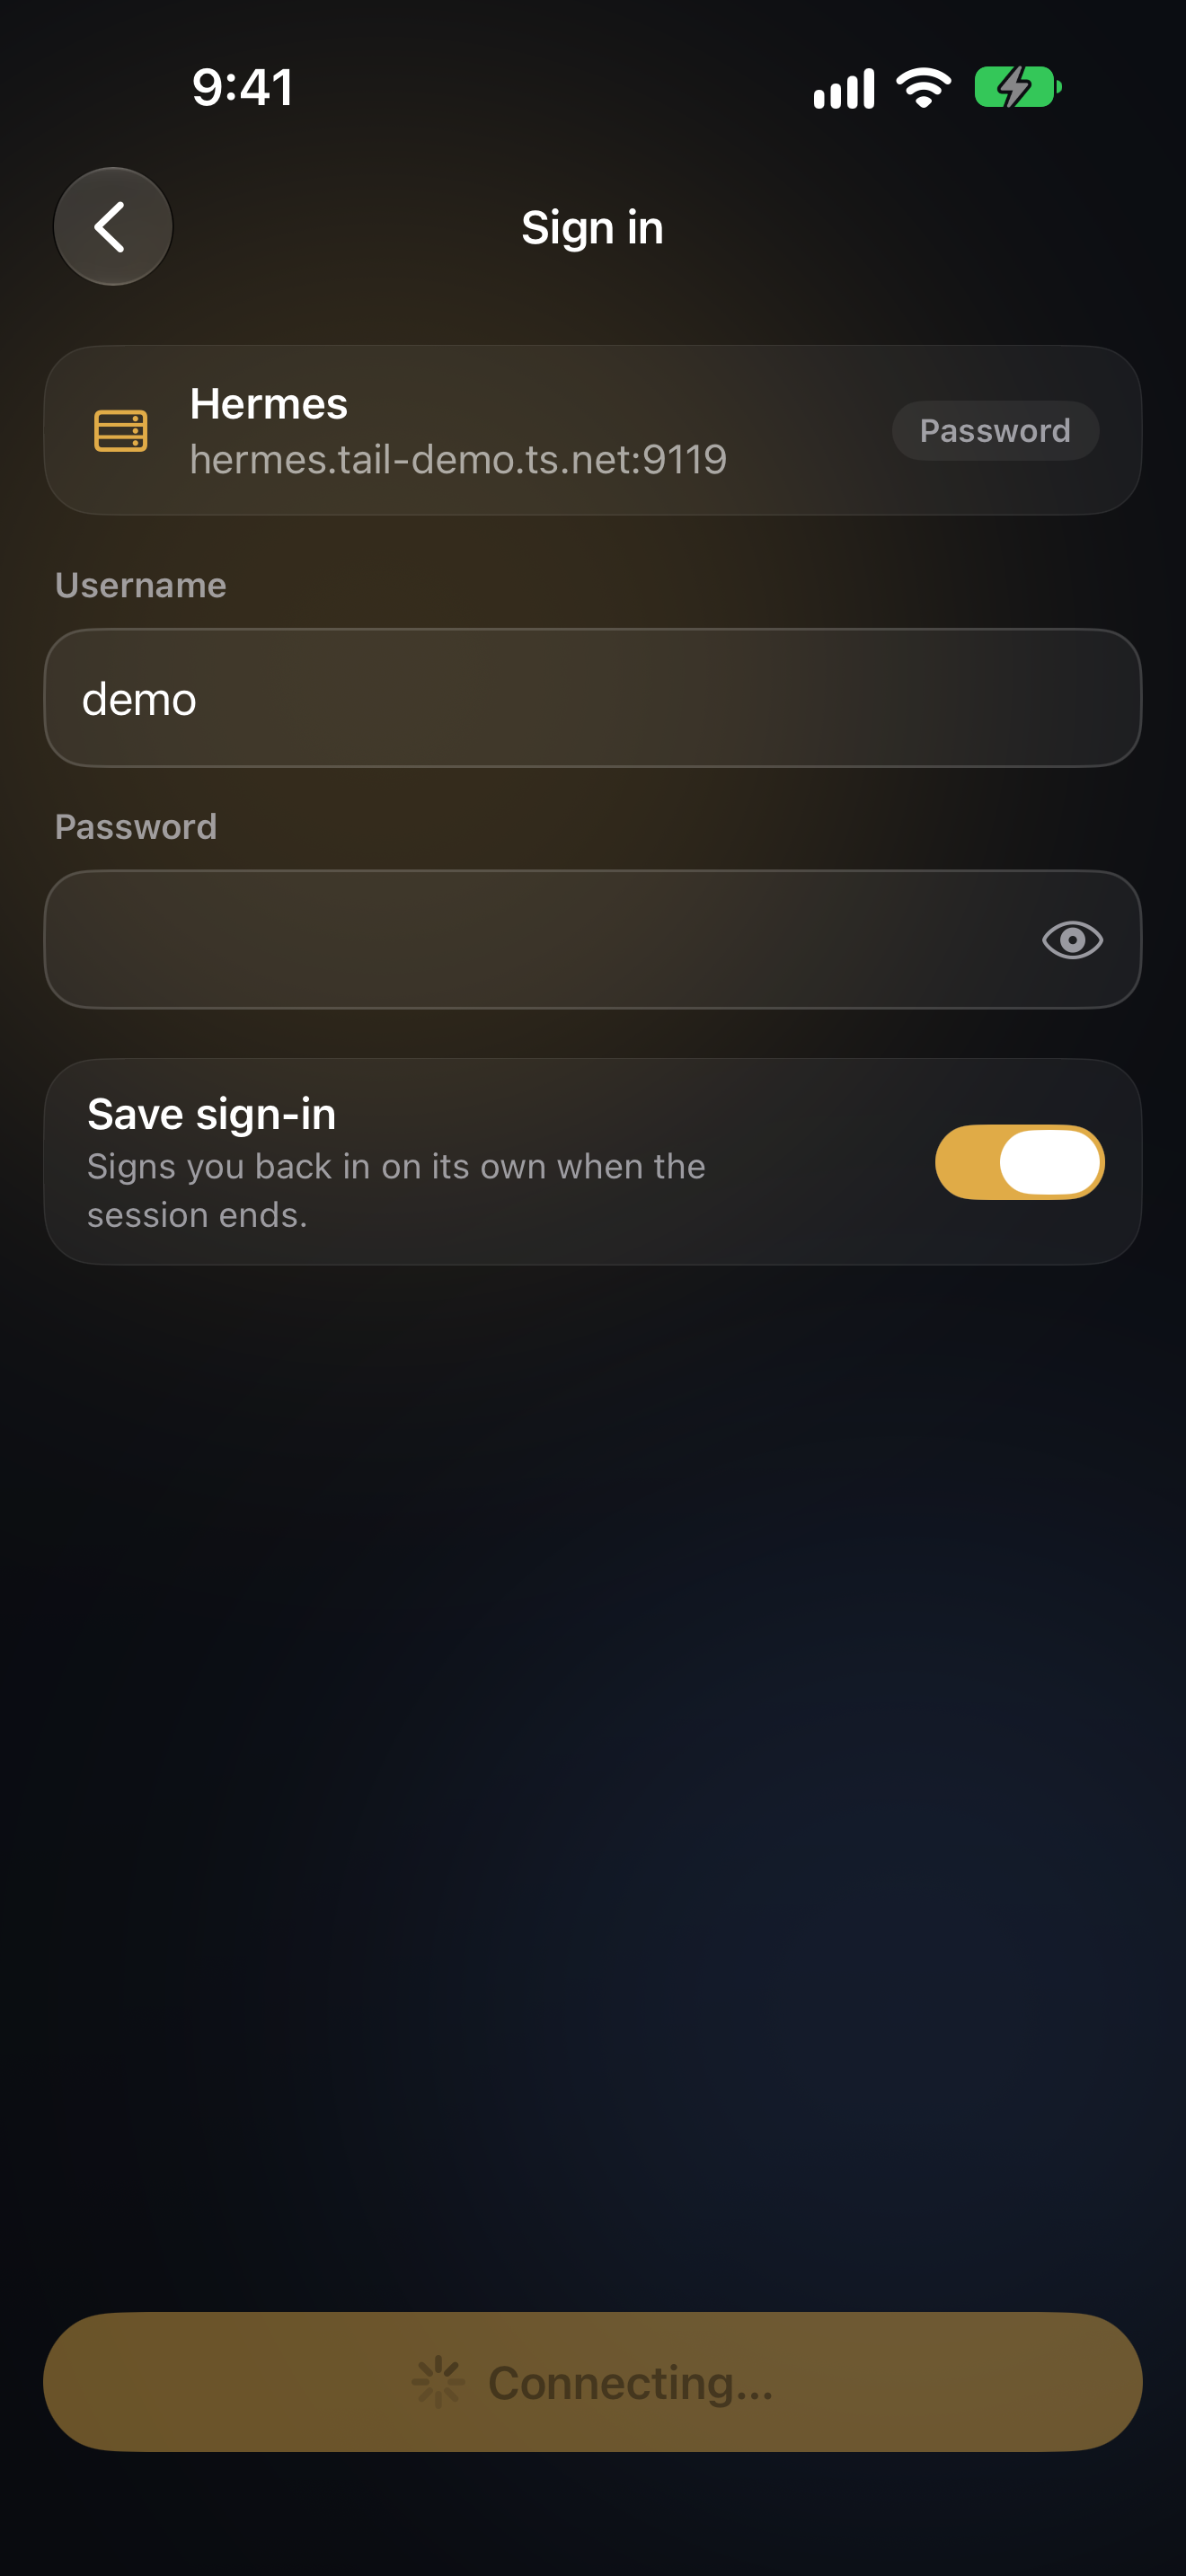 9:41
Sign in
Hermes
hermes.tail-demo.ts.net:9119
Password
Username
demo
Password
Save sign-in
Signs you back in on its own when the
session ends.
Connecting...